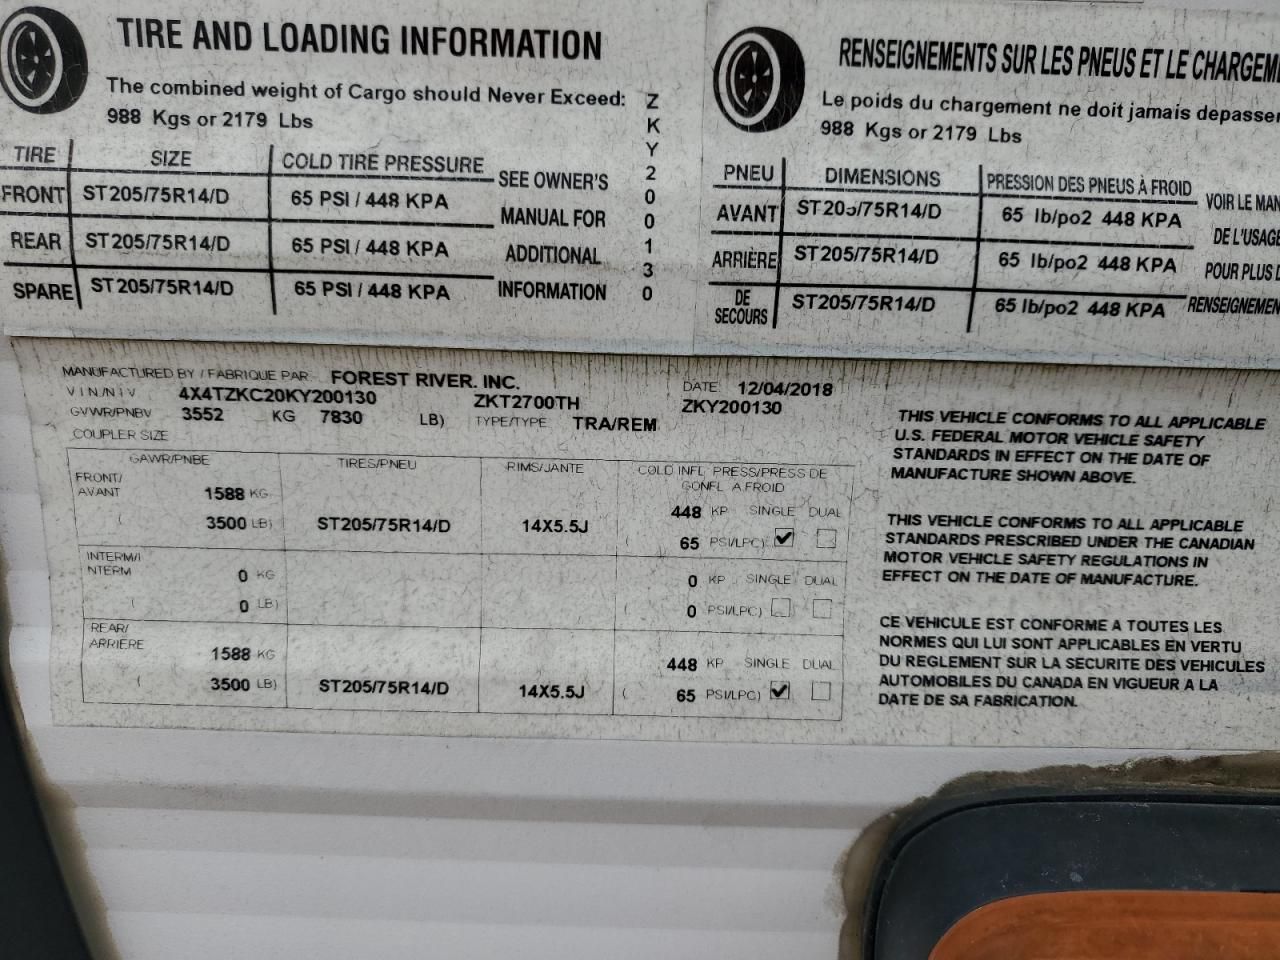 TIRE AND LOADING INFORMATION
The combined weight of Cargo should Never Exceed:
988 Kgs or 2179 Lbs
TIRE SIZE COLD TIRE PRESSURE
FRONT ST205/75R14/D 65 PSI / 448 KPA
REAR ST205/75R14/D 65 PSI / 448 KPA
SPARE ST205/75R14/D 65 PSI / 448 KPA
SEE OWNER'S
MANUAL FOR
ADDITIONAL
INFORMATION
ZKY200130
RENSEIGNEMENTS SUR LES PNEUS ET LE CHARGEM
Le poids du chargement ne doit jamais depasser
988 Kgs or 2179 Lbs
PNEU DIMENSIONS PRESSION DES PNEUS À FROID
AVANT ST205/75R14/D 65 lb/po2 448 KPA
ARRIÈRE ST205/75R14/D 65 lb/po2 448 KPA
DE SECOURS ST205/75R14/D 65 lb/po2 448 KPA
VOIR LE MAN
DE L'USAGE
POUR PLUS D
RENSEIGNEMEN
MANUFACTURED BY / FABRIQUE PAR FOREST RIVER. INC. DATE 12/04/2018
VIN/NIV 4X4TZKC20KY200130 ZKT2700TH ZKY200130
GVWR/PNBV 3552 KG 7830 LB) TYPE/TYPE TRA/REM
COUPLER SIZE
GAWR/PNBE TIRES/PNEU RIMS/JANTE COLD INFL PRESS/PRESS DE
GONFL A FROID
FRONT/
AVANT 1588 KG 448 KP SINGLE DUAL
( 3500 LB) ST205/75R14/D 14X5.5J ( 65 PSI/LPC)
INTERM/I
NTERM 0 KG 0 KP SINGLE DUAL
( 0 LB) ( 0 PSI/LPC)
REAR/
ARRIERE 1588 KG 448 KP SINGLE DUAL
( 3500 LB) ST205/75R14/D 14X5.5J ( 65 PSI/LPC)
THIS VEHICLE CONFORMS TO ALL APPLICABLE
U.S. FEDERAL MOTOR VEHICLE SAFETY
STANDARDS IN EFFECT ON THE DATE OF
MANUFACTURE SHOWN ABOVE.
THIS VEHICLE CONFORMS TO ALL APPLICABLE
STANDARDS PRESCRIBED UNDER THE CANADIAN
MOTOR VEHICLE SAFETY REGULATIONS IN
EFFECT ON THE DATE OF MANUFACTURE.
CE VEHICULE EST CONFORME A TOUTES LES
NORMES QUI LUI SONT APPLICABLES EN VERTU
DU REGLEMENT SUR LA SECURITE DES VEHICULES
AUTOMOBILES DU CANADA EN VIGUEUR A LA
DATE DE SA FABRICATION.